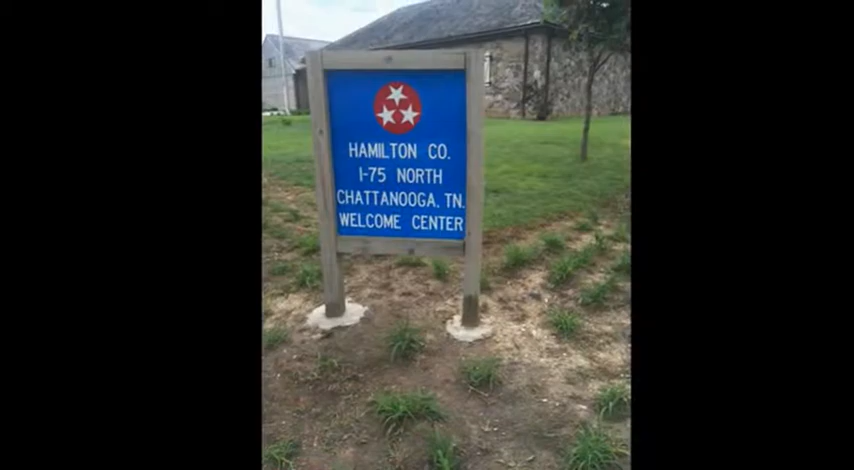 HAMILTON CO.
I-75 NORTH
CHATTANOOGA, TN.
WELCOME CENTER